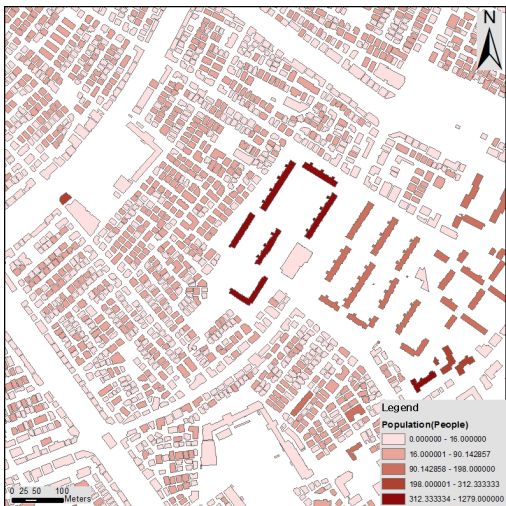 N
Legend
Population(People)
0.000000 - 16.000000
16.000001 - 90.142857
90.142858 - 198.000000
198.000001 - 312.333333
312.333334 - 1279.000000
0 25 50 100
Meters